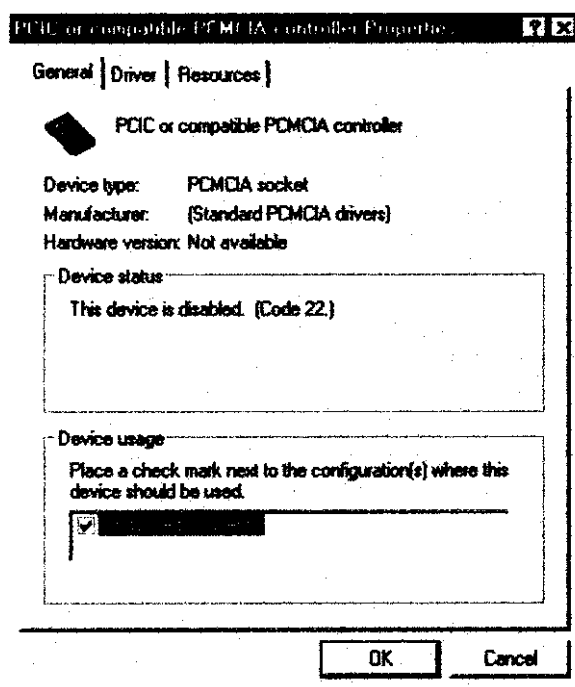 PCIC or compatible PCMCIA controller Properties
General Driver Resources
PCIC or compatible PCMCIA controller
Device type: PCMCIA socket
Manufacturer: (Standard PCMCIA drivers)
Hardware version: Not available
Device status
This device is disabled. (Code 22.)
Device usage
Place a check mark next to the configuration(s) where this
device should be used.
OK Cancel